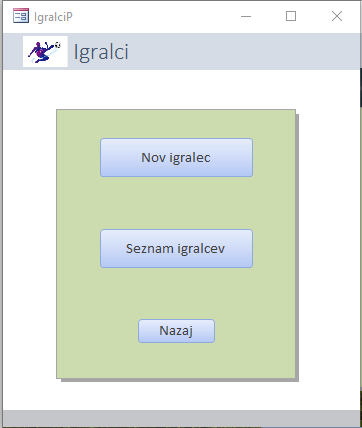 IgralciP
Igralci
Nov igralec
Seznam igralcev
Nazaj